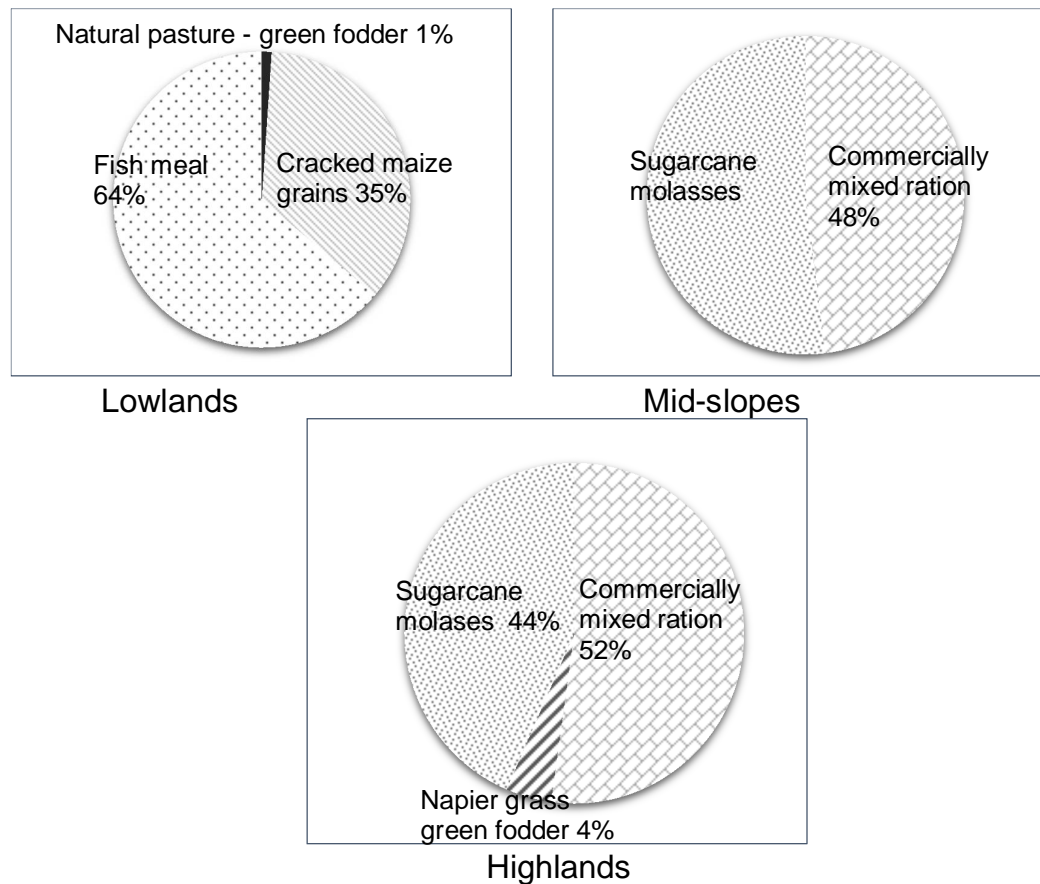 Natural pasture - green fodder 1%
Fish meal
64%
Cracked maize
grains 35%
Lowlands
Sugarcane
molasses
Commercially
mixed ration
48%
Mid-slopes
Sugarcane
molases 44%
Commercially
mixed ration
52%
Napier grass
green fodder 4%
Highlands